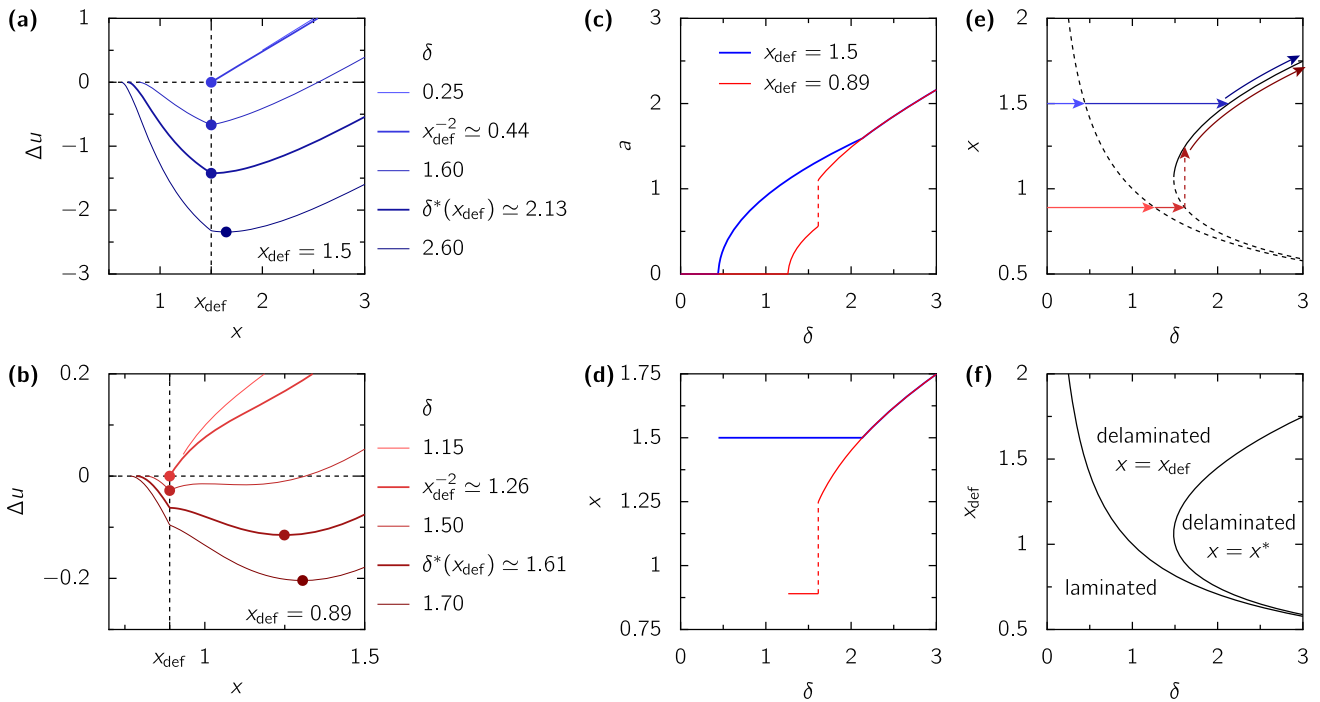 (a)
1
0
−1
−2
−3
Δu
x_def = 1.5
1
x_def
2
3
x
δ
0.25
x_def^−2 ≃ 0.44
1.60
δ*(x_def) ≃ 2.13
2.60
(b)
0.2
0
−0.2
Δu
x_def = 0.89
x_def
1
1.5
x
δ
1.15
x_def^−2 ≃ 1.26
1.50
δ*(x_def) ≃ 1.61
1.70
(c)
3
2
1
0
a
x_def = 1.5
x_def = 0.89
0
1
2
3
δ
(d)
1.75
1.5
1.25
1
0.75
x
0
1
2
3
δ
(e)
2
1.5
1
0.5
x
0
1
2
3
δ
(f)
2
1.5
1
0.5
x_def
delaminated
x = x_def
delaminated
x = x*
laminated
0
1
2
3
δ